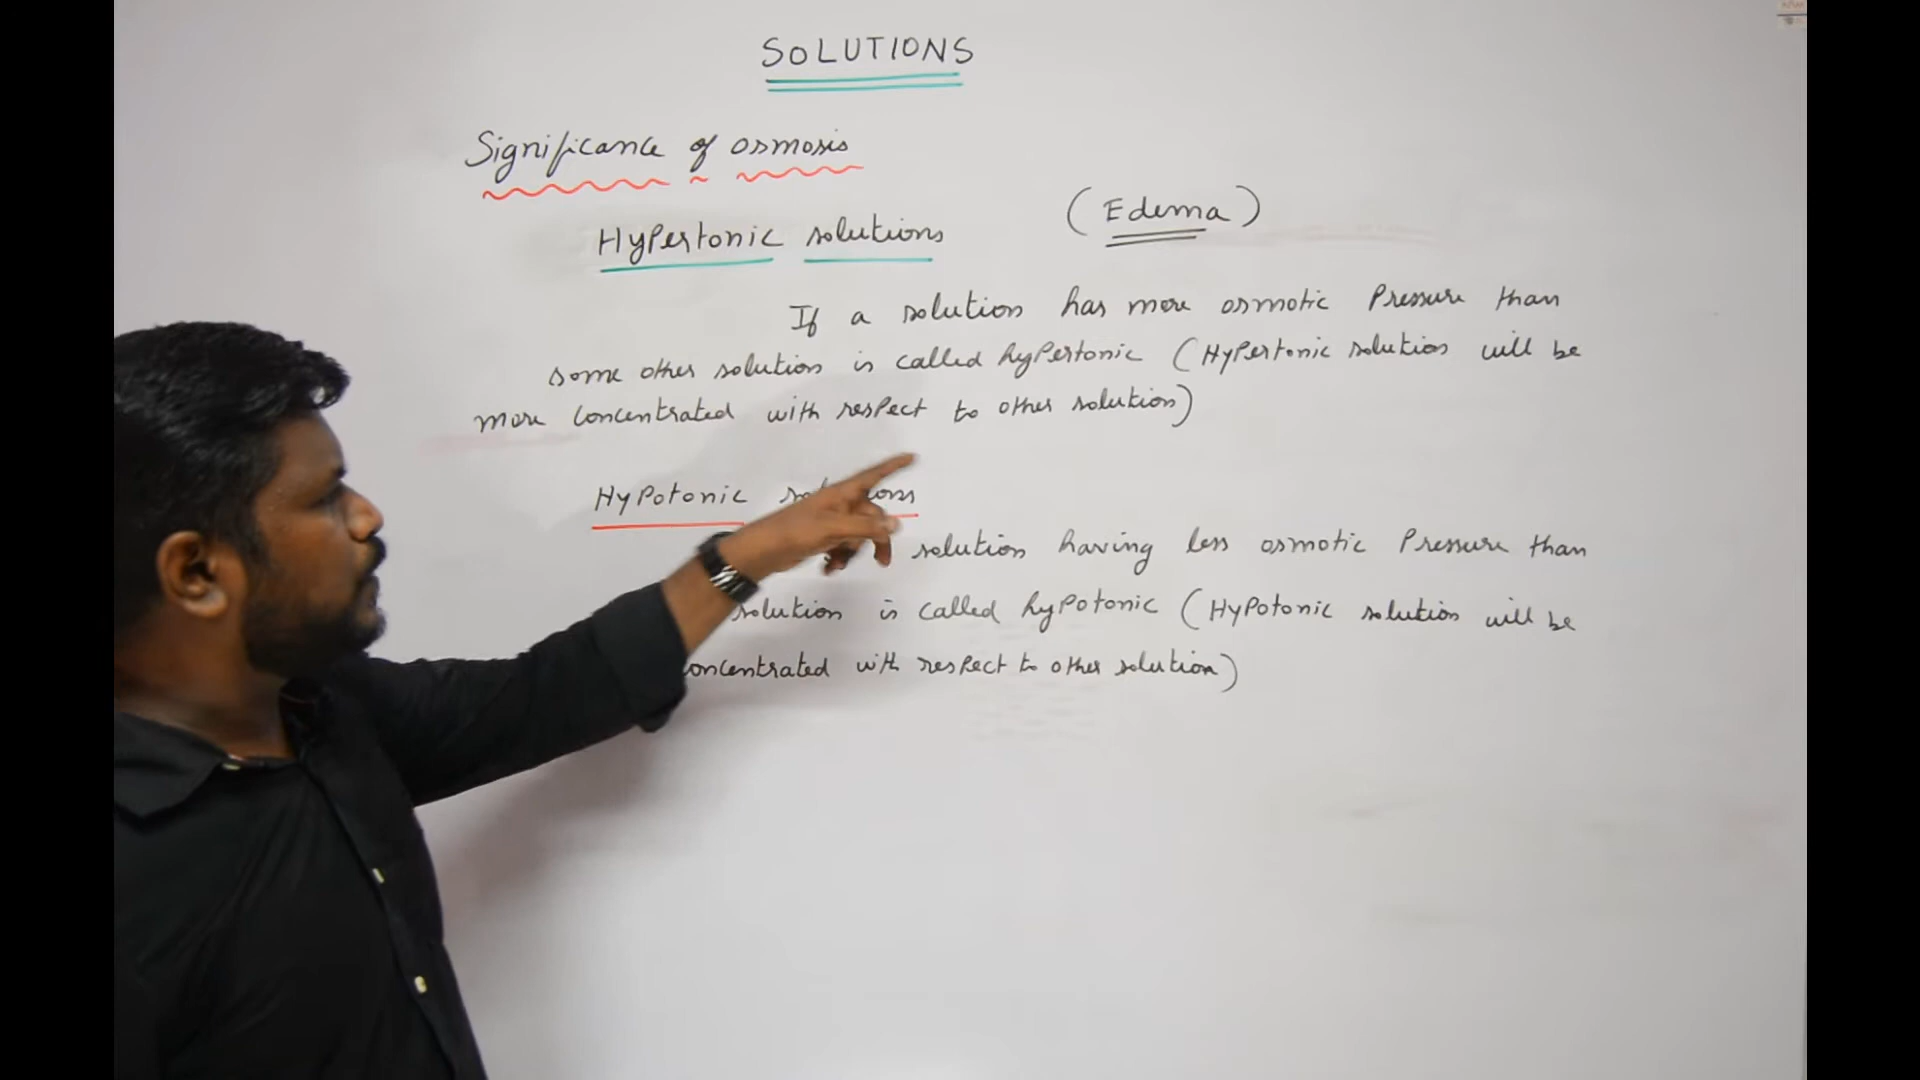 SOLUTIONS
Significance of osmosis
(Edema)
Hypertonic solutions
If a solution has more osmotic Pressure than
some other solution is called hypertonic (Hypertonic solution will be
more concentrated with respect to other solution)
Hypotonic
solution having less osmotic Pressure than
solution is called hypotonic (Hypotonic solution will be
concentrated with respect to other solution)